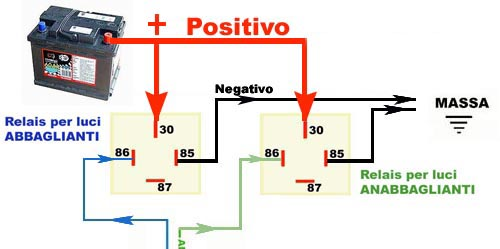 + Positivo
Negativo
MASSA
Relais per luci
ABBAGLIANTI
30
86
85
87
30
86
85
87
Relais per luci
ANABBAGLIANTI